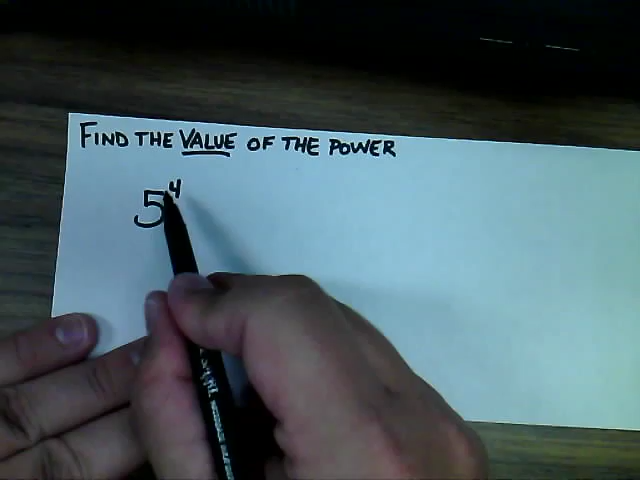 FIND THE VALUE OF THE POWER
5⁴